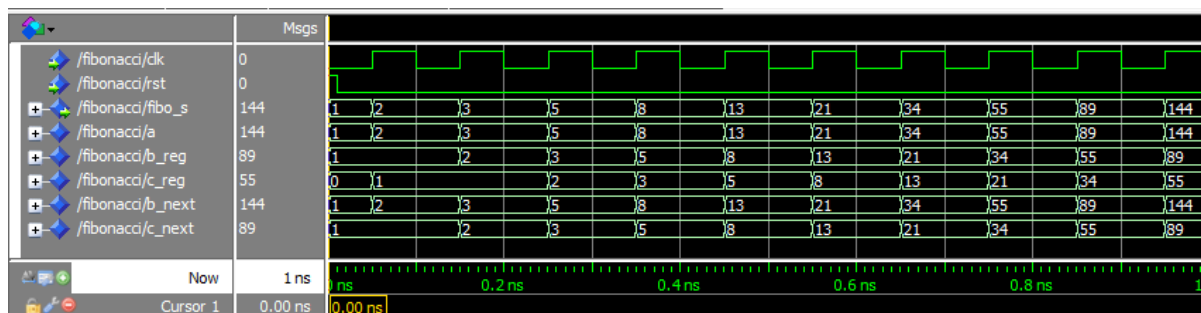 Msgs
/fibonacci/clk 0
/fibonacci/rst 0
/fibonacci/fibo_s 144 1 2 3 5 8 13 21 34 55 89 144
/fibonacci/a 144 1 2 3 5 8 13 21 34 55 89 144
/fibonacci/b_reg 89 1 2 3 5 8 13 21 34 55 89
/fibonacci/c_reg 55 0 1 2 3 5 8 13 21 34 55
/fibonacci/b_next 144 1 2 3 5 8 13 21 34 55 89 144
/fibonacci/c_next 89 1 2 3 5 8 13 21 34 55 89
Now 1 ns ns 0.2 ns 0.4 ns 0.6 ns 0.8 ns 1
Cursor 1 0.00 ns 0.00 ns